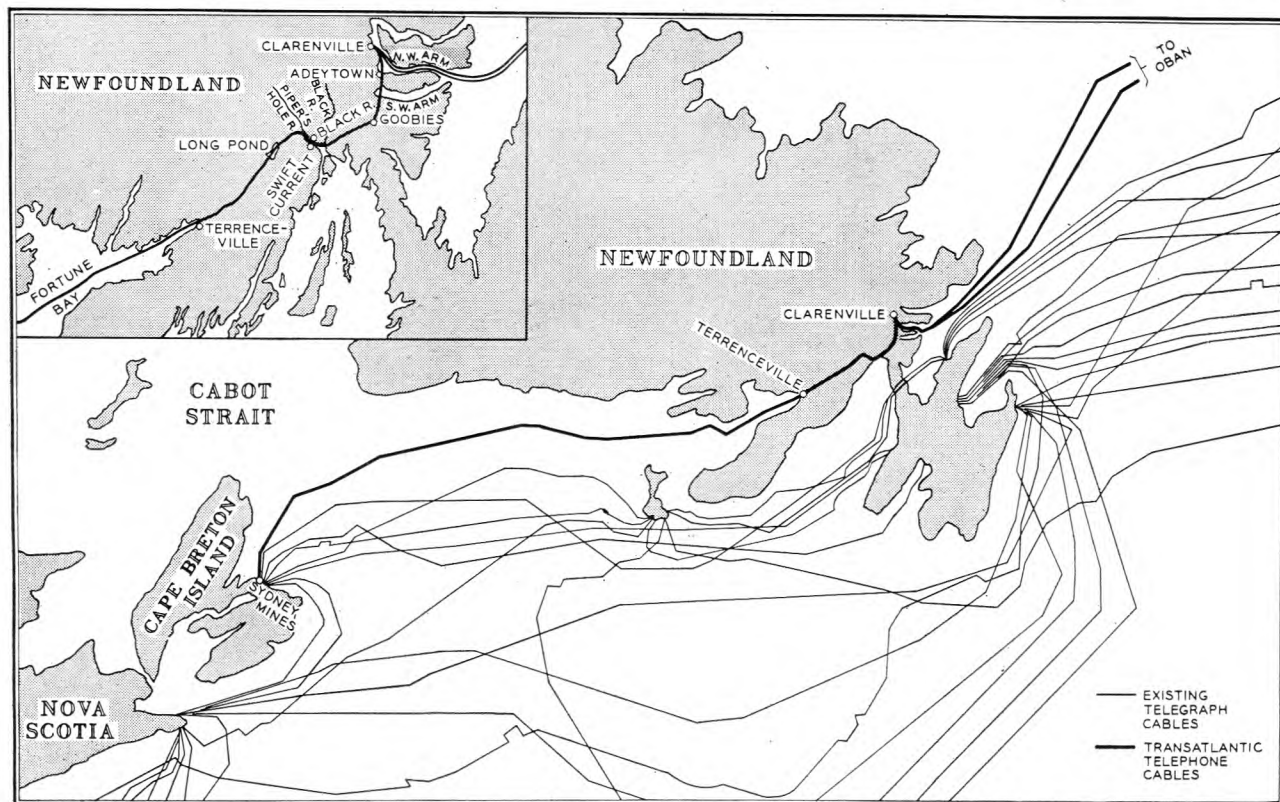 CLARENVILLE
N.W. ARM
NEWFOUNDLAND
ADEYTOWN
BLACK R.
PIPER'S
HOLE R.
BLACK R.
S.W. ARM
GOOBIES
LONG POND
SWIFT
CURRENT
TERRENCE-
VILLE
FORTUNE
BAY
TO
OBAN
NEWFOUNDLAND
CLARENVILLE
TERRENCEVILLE
CABOT
STRAIT
CAPE BRETON
ISLAND
SYDNEY
MINES
NOVA
SCOTIA
EXISTING
TELEGRAPH
CABLES
TRANSATLANTIC
TELEPHONE
CABLES